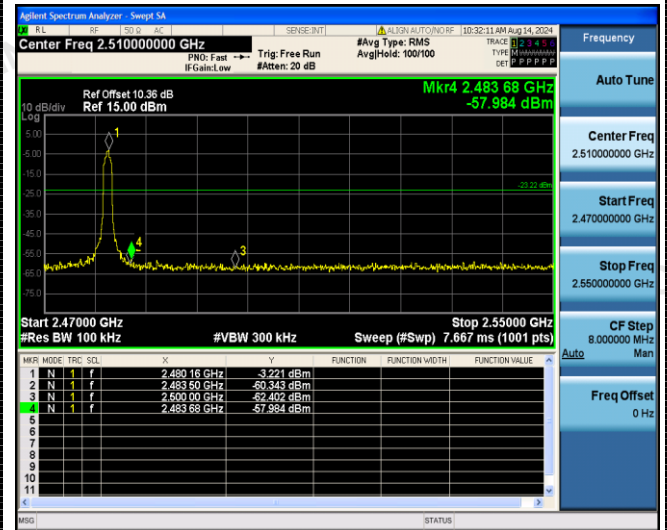 Agilent Spectrum Analyzer - Swept SA
RL RF 50 Ω AC SENSE:INT ALIGN AUTO/NO RF 10:32:11 AM Aug 14, 2024
Center Freq 2.510000000 GHz
PNO: Fast
IFGain:Low
Trig: Free Run
#Atten: 20 dB
#Avg Type: RMS
Avg|Hold: 100/100
TRACE 1 2 3 4 5 6
TYPE M
DET P P P P P P
Frequency
Ref Offset 10.36 dB
10 dB/div Ref 15.00 dBm
Log
Mkr4 2.483 68 GHz
-57.984 dBm
5.00
-5.00
-15.0
-25.0
-35.0
-45.0
-55.0
-65.0
-75.0
1
4
3
-23.22 dBm
Start 2.47000 GHz Stop 2.55000 GHz
#Res BW 100 kHz #VBW 300 kHz Sweep (#Swp) 7.667 ms (1001 pts)
MKR MODE TRC SCL X Y FUNCTION FUNCTION WIDTH FUNCTION VALUE
1 N 1 f 2.480 16 GHz -3.221 dBm
2 N 1 f 2.483 50 GHz -60.343 dBm
3 N 1 f 2.500 00 GHz -62.402 dBm
4 N 1 f 2.483 68 GHz -57.984 dBm
5
6
7
8
9
10
11
MSG STATUS
Auto Tune
Center Freq
2.510000000 GHz
Start Freq
2.470000000 GHz
Stop Freq
2.550000000 GHz
CF Step
8.000000 MHz
Auto Man
Freq Offset
0 Hz